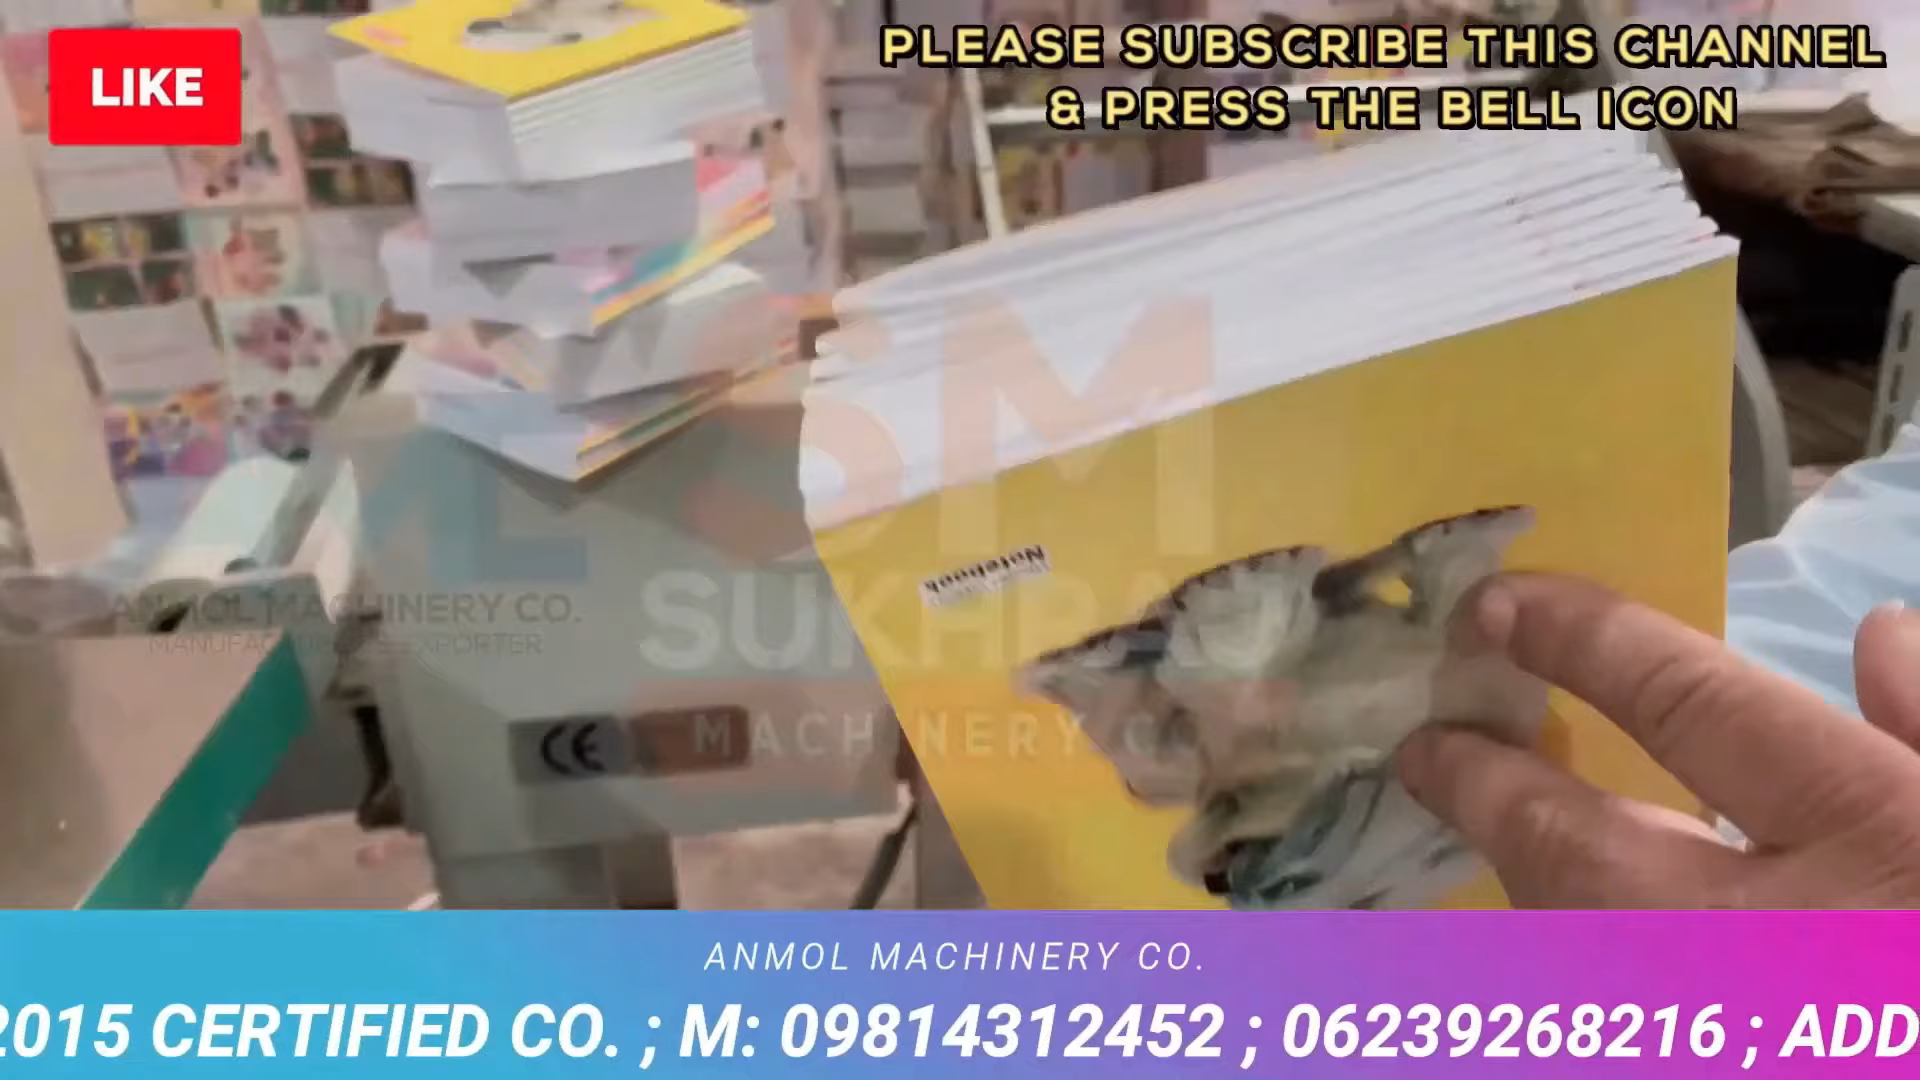 LIKE
PLEASE SUBSCRIBE THIS CHANNEL
& PRESS THE BELL ICON
SM
SUKHRAJ
MACHINERY CO
ANMOL MACHINERY CO.
MANUFACTURER & EXPORTER
Notebook
CE
ANMOL MACHINERY CO.
2015 CERTIFIED CO. ; M: 09814312452 ; 06239268216 ; ADD